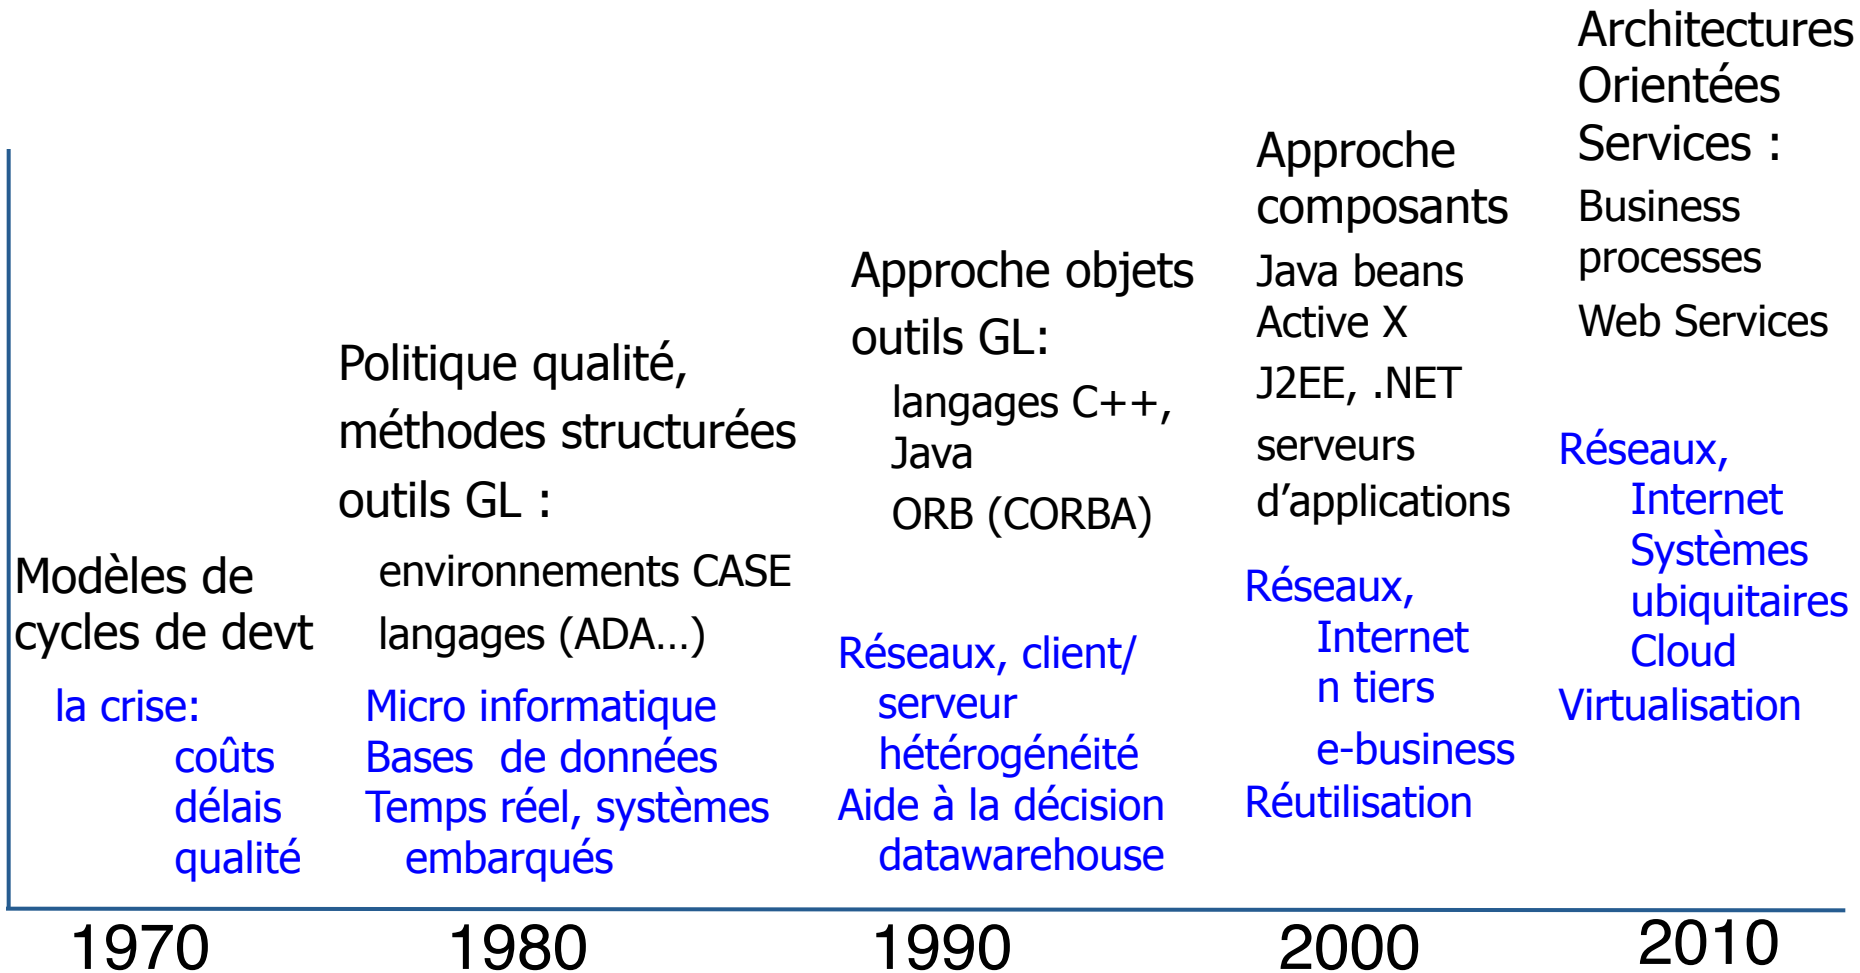 Modèles de
cycles de devt
la crise:
coûts
délais
qualité
1970
Politique qualité,
méthodes structurées
outils GL :
environnements CASE
langages (ADA…)
Micro informatique
Bases de données
Temps réel, systèmes
embarqués
1980
Approche objets
outils GL:
langages C++,
Java
ORB (CORBA)
Réseaux, client/
serveur
hétérogénéité
Aide à la décision
datawarehouse
1990
Approche
composants
Java beans
Active X
J2EE, .NET
serveurs
d’applications
Réseaux,
Internet
n tiers
e-business
Réutilisation
2000
Architectures
Orientées
Services :
Business
processes
Web Services
Réseaux,
Internet
Systèmes
ubiquitaires
Cloud
Virtualisation
2010